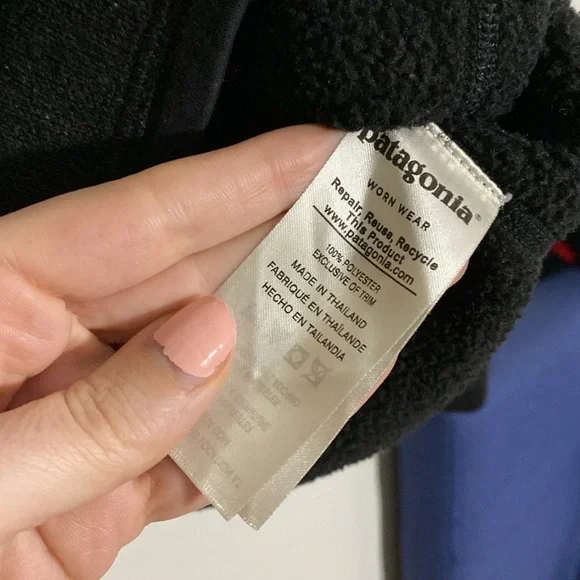 patagonia®
WORN WEAR
Repair, Reuse, Recycle
This Product
www.patagonia.com
100% POLYESTER
EXCLUSIVE OF TRIM
MADE IN THAILAND
FABRIQUÉ EN THAÏLANDE
HECHO EN TAILANDIA